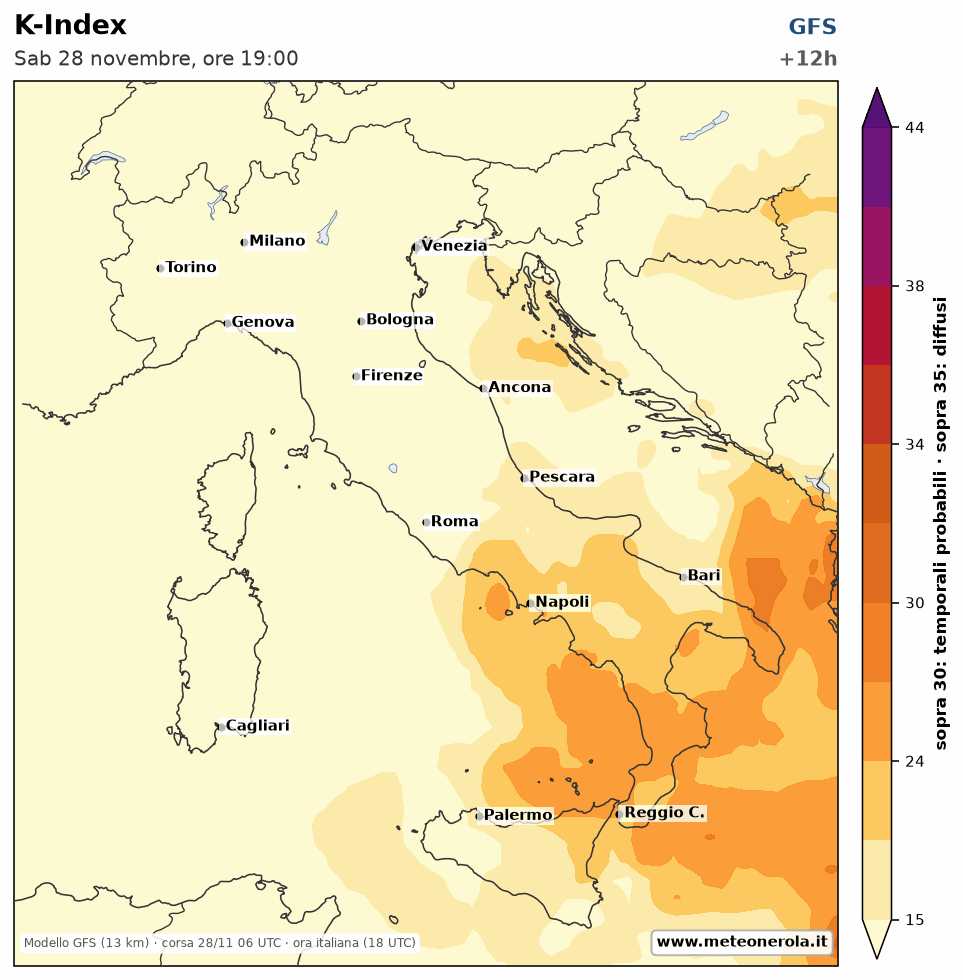 K-Index
GFS
Sab 28 novembre, ore 19:00
+12h
Milano
Venezia
Torino
Genova
Bologna
Firenze
Ancona
Pescara
Roma
Bari
Napoli
Cagliari
Palermo
Reggio C.
44
38
34
30
24
15
sopra 30: temporali probabili · sopra 35: diffusi
Modello GFS (13 km) · corsa 28/11 06 UTC · ora italiana (18 UTC)
www.meteonerola.it